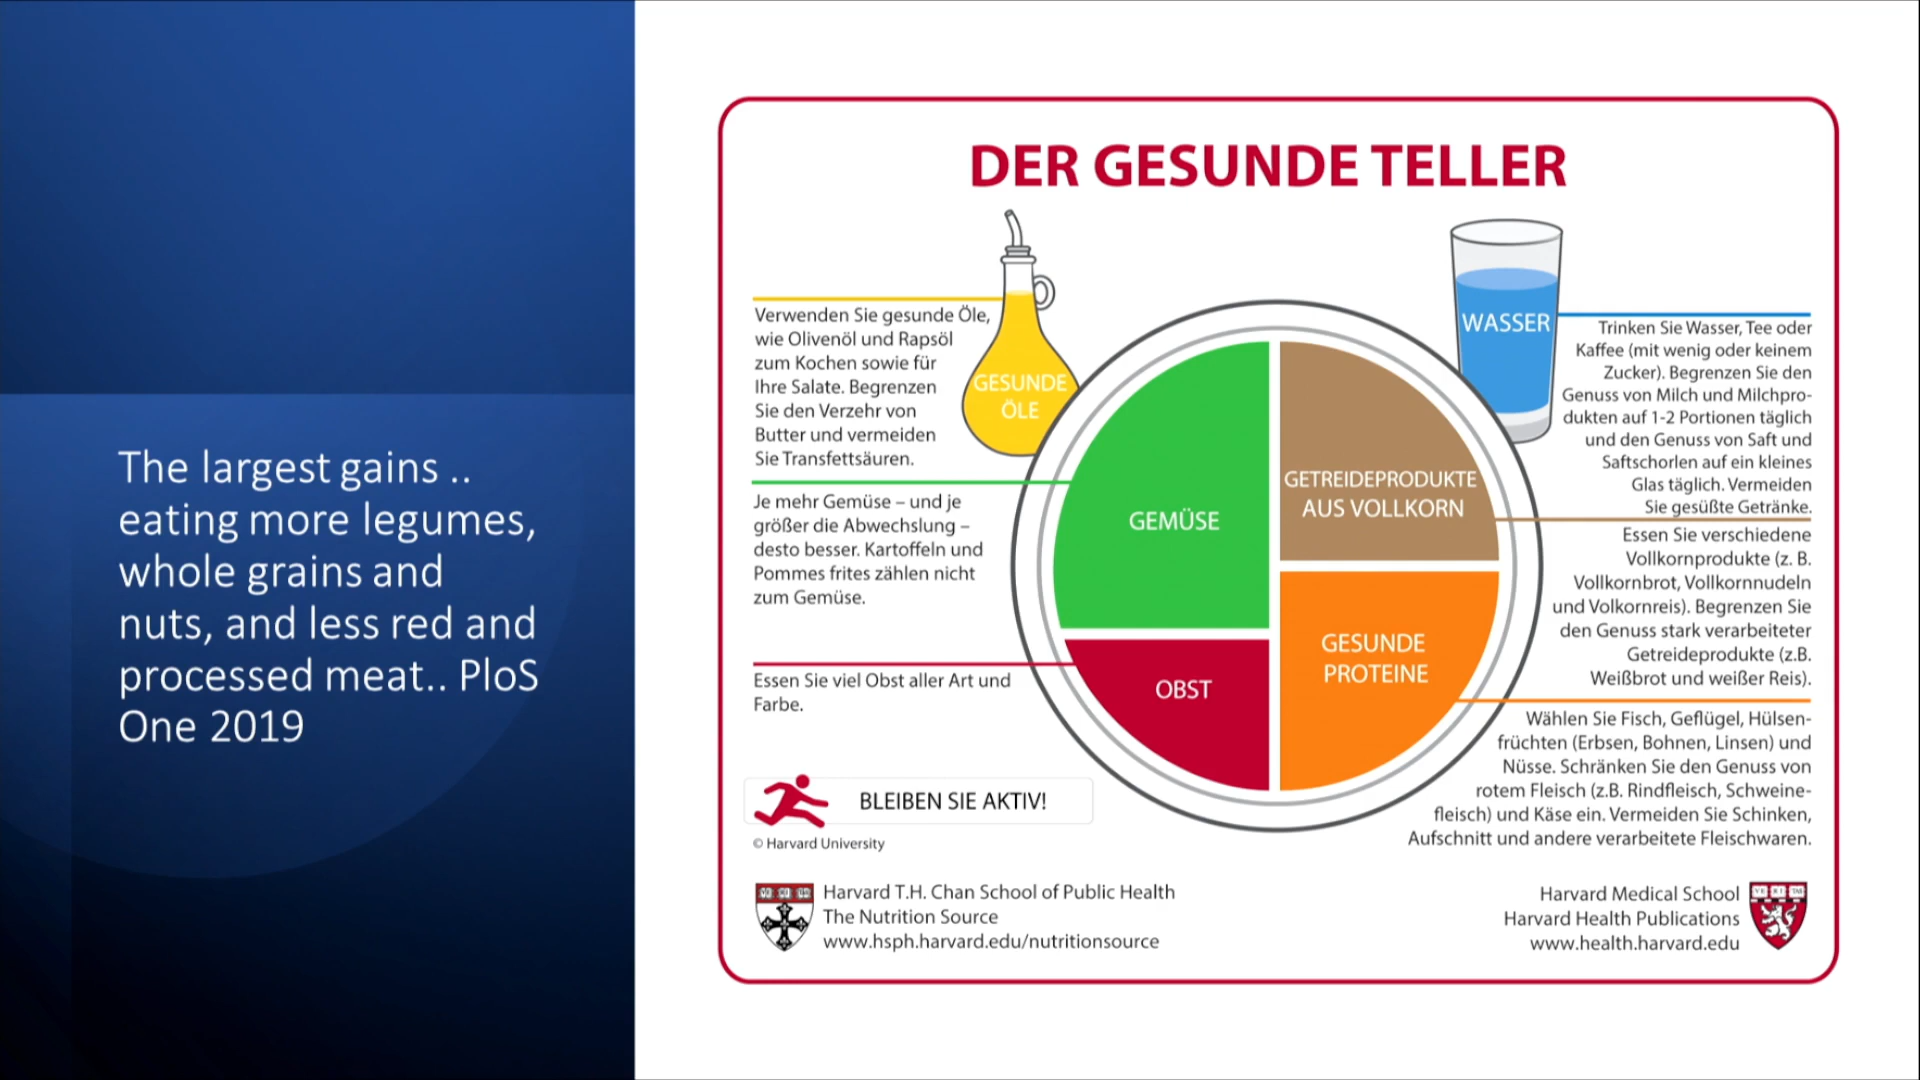 The largest gains ..
eating more legumes,
whole grains and
nuts, and less red and
processed meat.. PloS
One 2019
DER GESUNDE TELLER
Verwenden Sie gesunde Öle,
wie Olivenöl und Rapsöl
zum Kochen sowie für
Ihre Salate. Begrenzen
Sie den Verzehr von
Butter und vermeiden
Sie Transfettsäuren.
GESUNDE
ÖLE
Je mehr Gemüse – und je
größer die Abwechslung –
desto besser. Kartoffeln und
Pommes frites zählen nicht
zum Gemüse.
Essen Sie viel Obst aller Art und
Farbe.
GEMÜSE
OBST
GETREIDEPRODUKTE
AUS VOLLKORN
GESUNDE
PROTEINE
WASSER
Trinken Sie Wasser, Tee oder
Kaffee (mit wenig oder keinem
Zucker). Begrenzen Sie den
Genuss von Milch und Milchpro-
dukten auf 1-2 Portionen täglich
und den Genuss von Saft und
Saftschorlen auf ein kleines
Glas täglich. Vermeiden
Sie gesüßte Getränke.
Essen Sie verschiedene
Vollkornprodukte (z. B.
Vollkornbrot, Vollkornnudeln
und Volkornreis). Begrenzen Sie
den Genuss stark verarbeiteter
Getreideprodukte (z.B.
Weißbrot und weißer Reis).
Wählen Sie Fisch, Geflügel, Hülsen-
früchten (Erbsen, Bohnen, Linsen) und
Nüsse. Schränken Sie den Genuss von
rotem Fleisch (z.B. Rindfleisch, Schweine-
fleisch) und Käse ein. Vermeiden Sie Schinken,
Aufschnitt und andere verarbeitete Fleischwaren.
BLEIBEN SIE AKTIV!
© Harvard University
Harvard T.H. Chan School of Public Health
The Nutrition Source
www.hsph.harvard.edu/nutritionsource
Harvard Medical School
Harvard Health Publications
www.health.harvard.edu
VE RI TAS